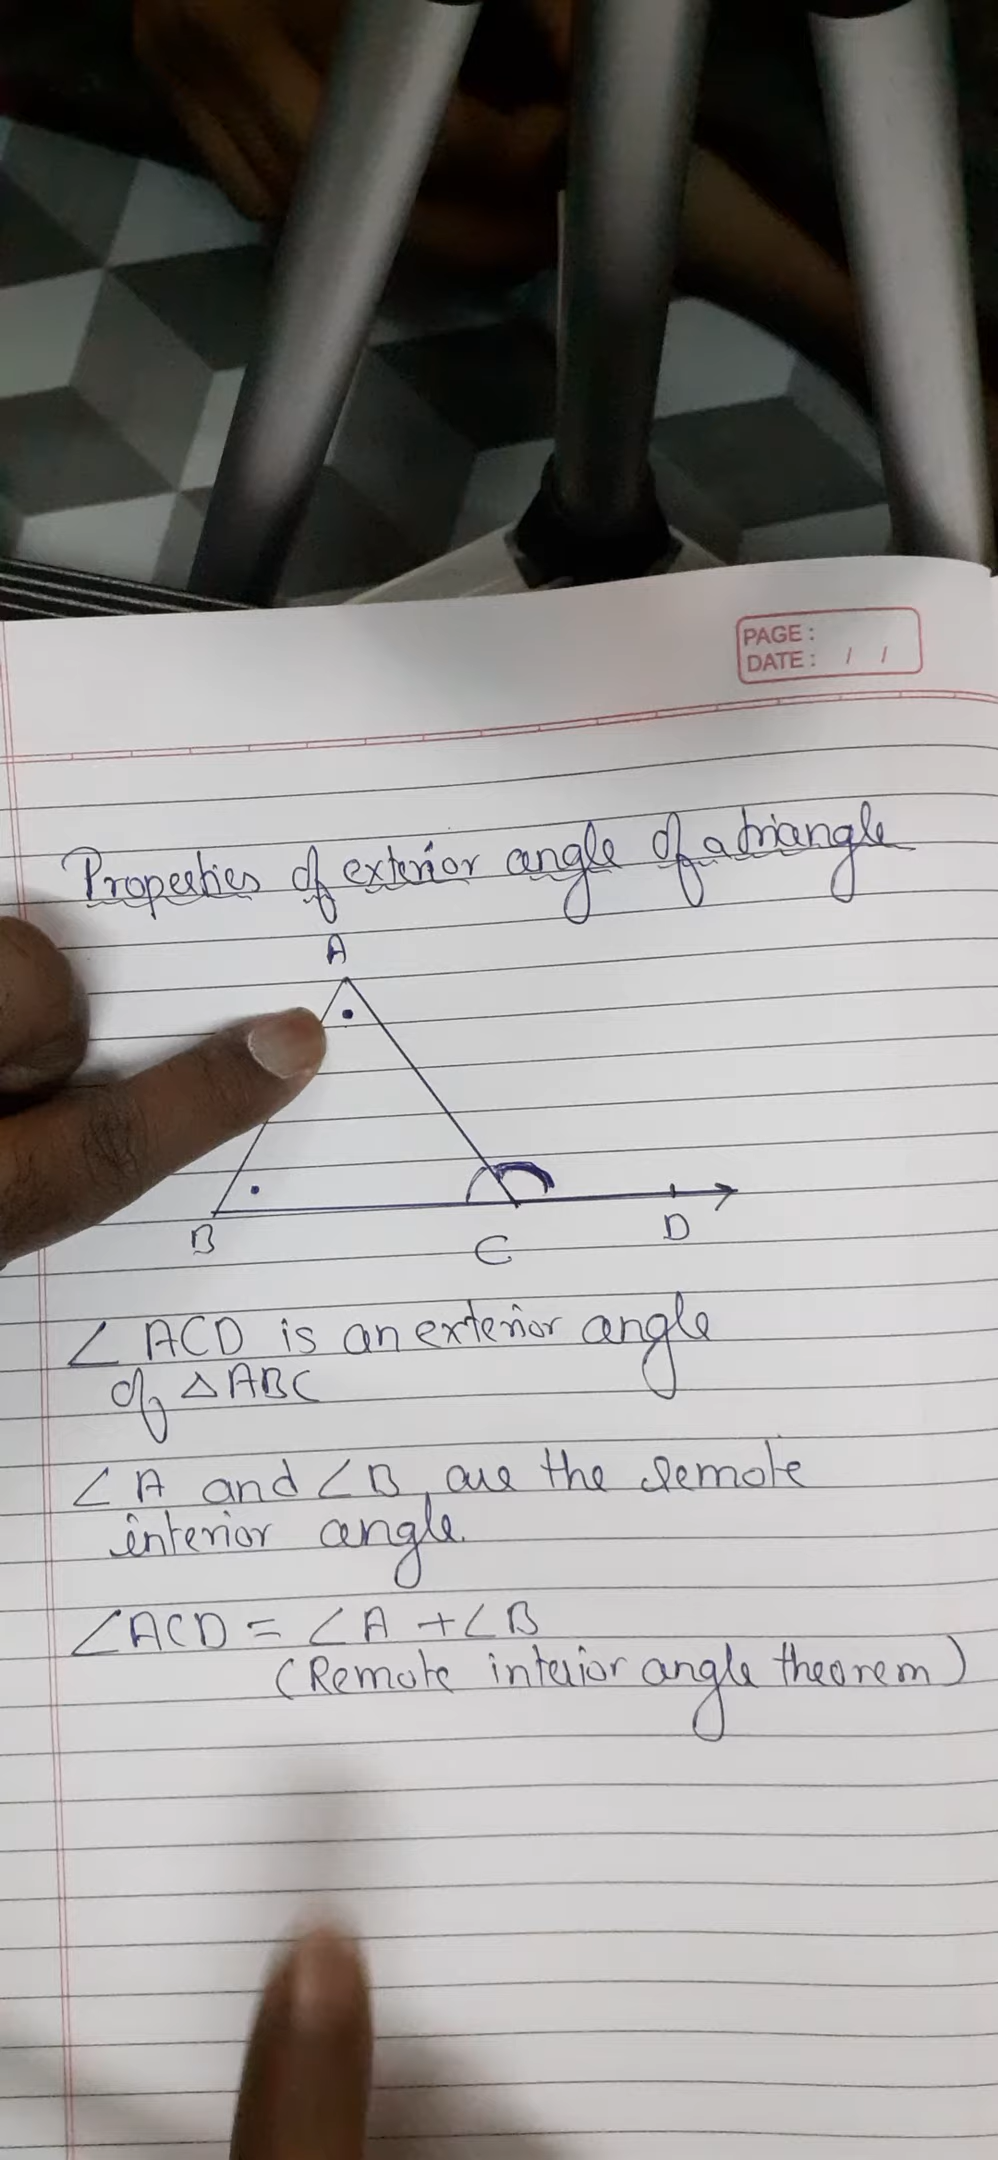 PAGE :
DATE : / /
Properties of exterior angle of a triangle
A
B
C
D
∠ ACD is an exterior angle
of △ ABC
∠ A and ∠ B, are the remote
interior angle.
∠ACD = ∠A + ∠B
(Remote interior angle theorem)